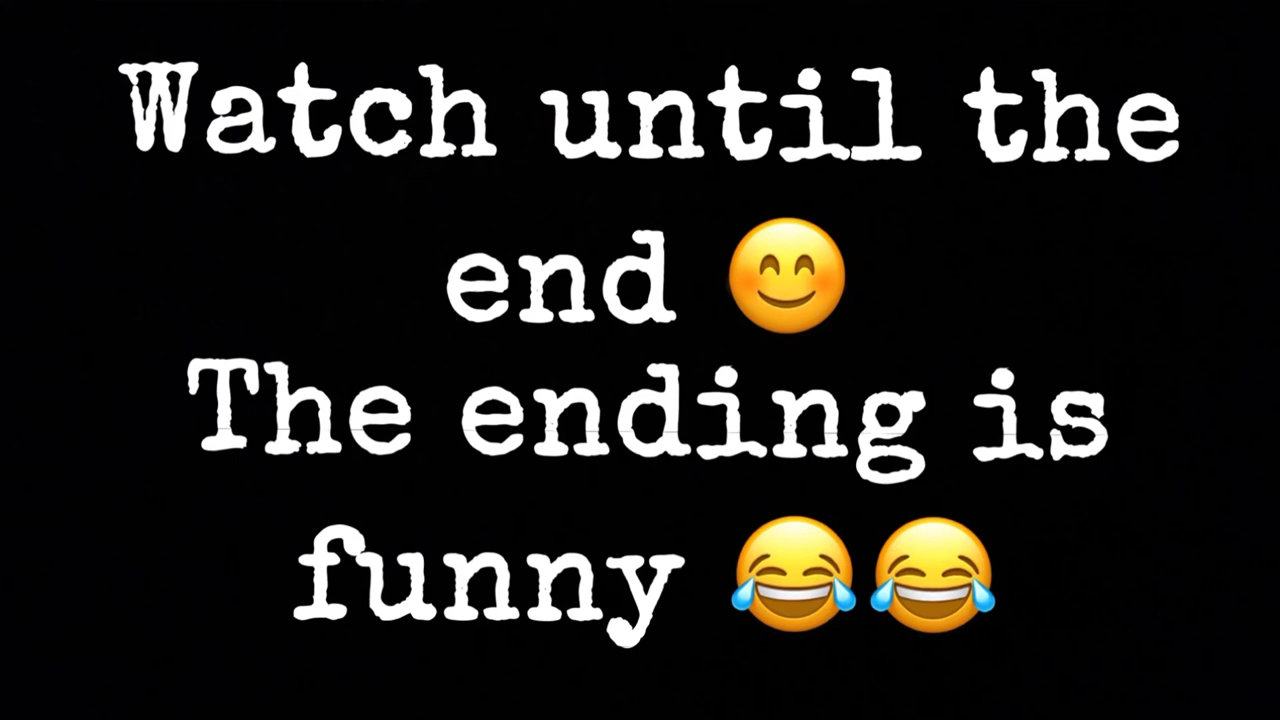 Watch until the
end 😊
The ending is
funny 😂😂